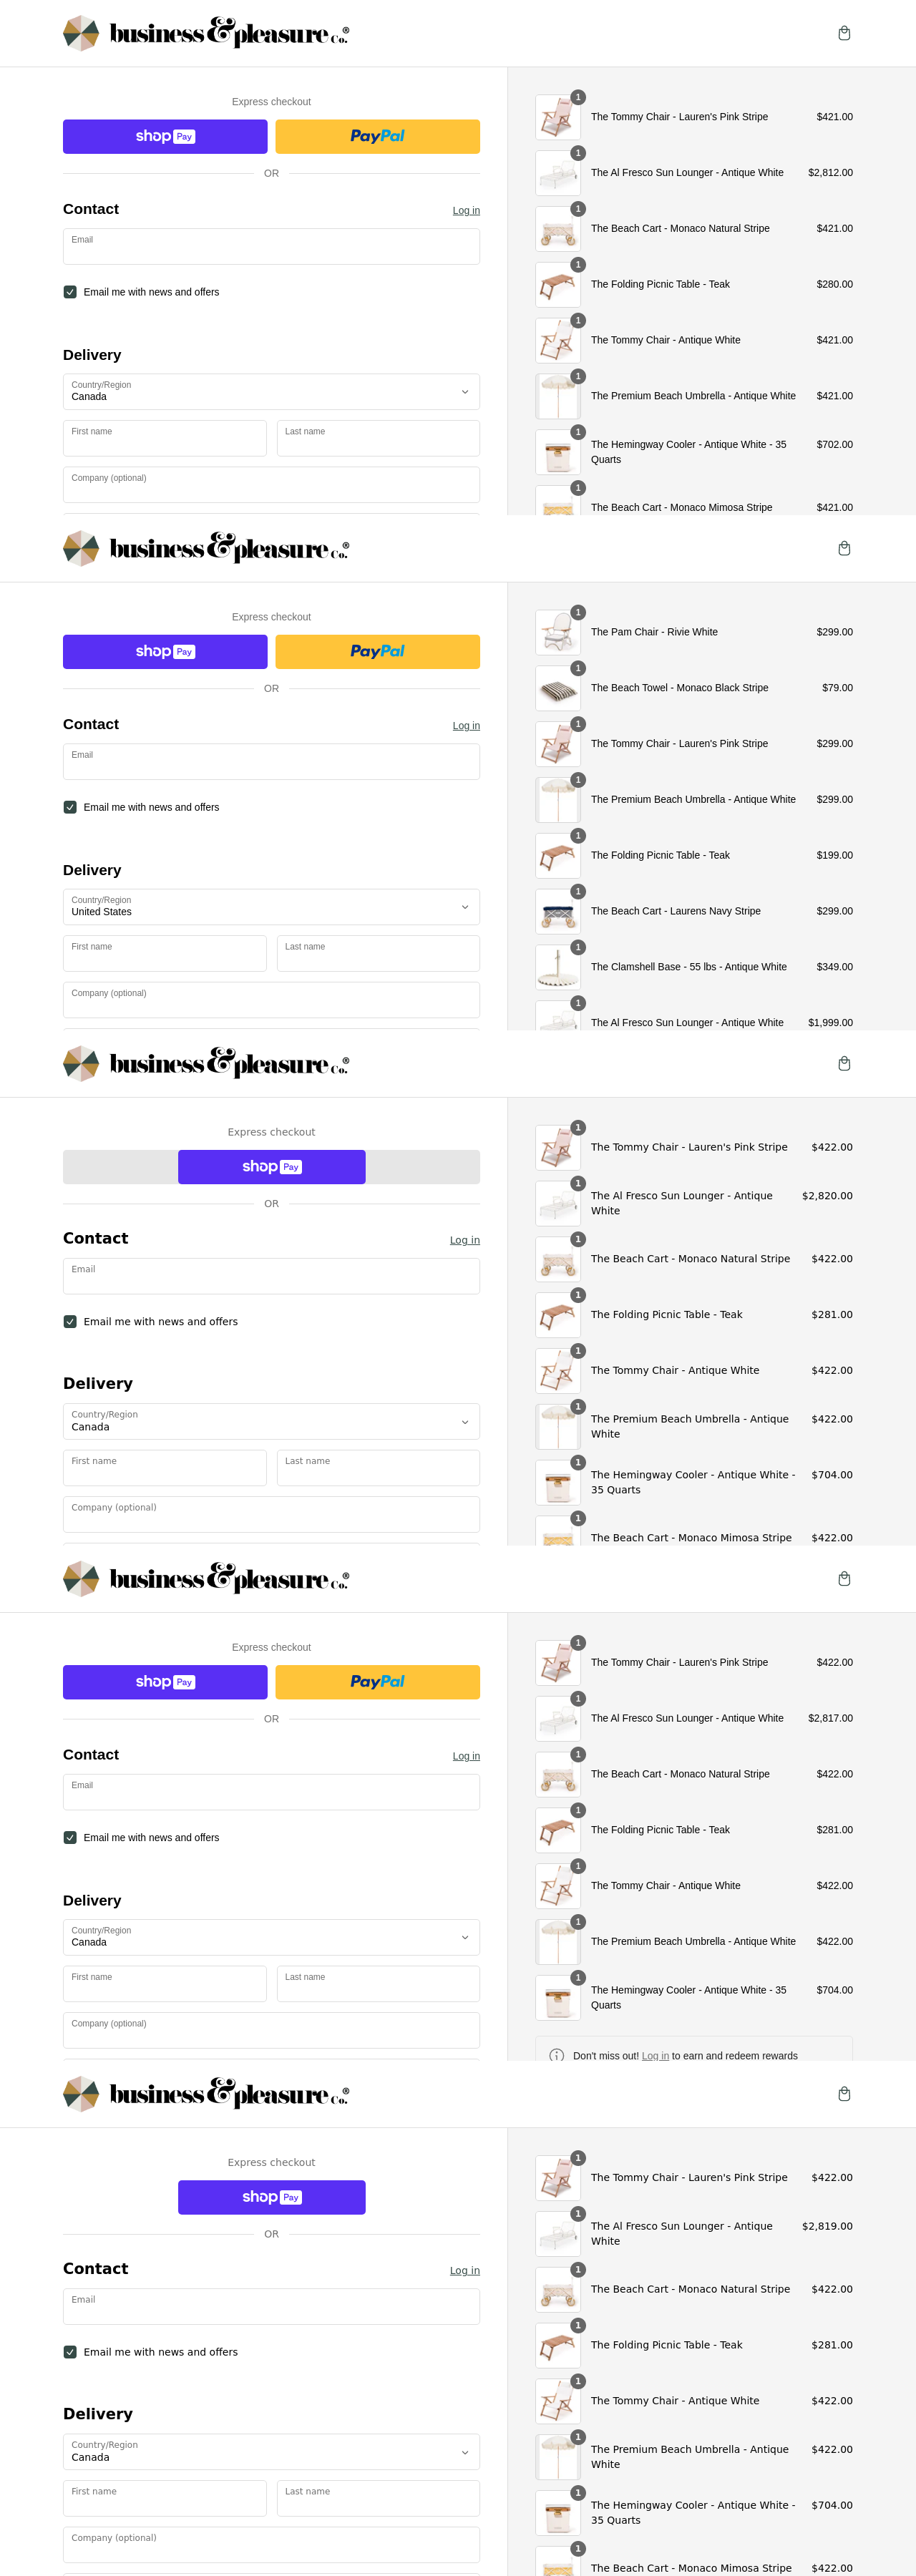 business & pleasure co.®
Express checkout
shop Pay
PayPal
OR
Contact
Log in
Email
Email me with news and offers
Delivery
Country/Region
Canada
First name
Last name
Company (optional)
1
The Tommy Chair - Lauren's Pink Stripe
$421.00
1
The Al Fresco Sun Lounger - Antique White
$2,812.00
1
The Beach Cart - Monaco Natural Stripe
$421.00
1
The Folding Picnic Table - Teak
$280.00
1
The Tommy Chair - Antique White
$421.00
1
The Premium Beach Umbrella - Antique White
$421.00
1
The Hemingway Cooler - Antique White - 35
Quarts
$702.00
1
The Beach Cart - Monaco Mimosa Stripe
$421.00
business & pleasure co.®
Express checkout
shop Pay
PayPal
OR
Contact
Log in
Email
Email me with news and offers
Delivery
Country/Region
United States
First name
Last name
Company (optional)
1
The Pam Chair - Rivie White
$299.00
1
The Beach Towel - Monaco Black Stripe
$79.00
1
The Tommy Chair - Lauren's Pink Stripe
$299.00
1
The Premium Beach Umbrella - Antique White
$299.00
1
The Folding Picnic Table - Teak
$199.00
1
The Beach Cart - Laurens Navy Stripe
$299.00
1
The Clamshell Base - 55 lbs - Antique White
$349.00
1
The Al Fresco Sun Lounger - Antique White
$1,999.00
business & pleasure co.®
Express checkout
shop Pay
OR
Contact
Log in
Email
Email me with news and offers
Delivery
Country/Region
Canada
First name
Last name
Company (optional)
1
The Tommy Chair - Lauren's Pink Stripe
$422.00
1
The Al Fresco Sun Lounger - Antique
White
$2,820.00
1
The Beach Cart - Monaco Natural Stripe
$422.00
1
The Folding Picnic Table - Teak
$281.00
1
The Tommy Chair - Antique White
$422.00
1
The Premium Beach Umbrella - Antique
White
$422.00
1
The Hemingway Cooler - Antique White -
35 Quarts
$704.00
1
The Beach Cart - Monaco Mimosa Stripe
$422.00
business & pleasure co.®
Express checkout
shop Pay
PayPal
OR
Contact
Log in
Email
Email me with news and offers
Delivery
Country/Region
Canada
First name
Last name
Company (optional)
1
The Tommy Chair - Lauren's Pink Stripe
$422.00
1
The Al Fresco Sun Lounger - Antique White
$2,817.00
1
The Beach Cart - Monaco Natural Stripe
$422.00
1
The Folding Picnic Table - Teak
$281.00
1
The Tommy Chair - Antique White
$422.00
1
The Premium Beach Umbrella - Antique White
$422.00
1
The Hemingway Cooler - Antique White - 35
Quarts
$704.00
Don't miss out! Log in to earn and redeem rewards
business & pleasure co.®
Express checkout
shop Pay
OR
Contact
Log in
Email
Email me with news and offers
Delivery
Country/Region
Canada
First name
Last name
Company (optional)
1
The Tommy Chair - Lauren's Pink Stripe
$422.00
1
The Al Fresco Sun Lounger - Antique
White
$2,819.00
1
The Beach Cart - Monaco Natural Stripe
$422.00
1
The Folding Picnic Table - Teak
$281.00
1
The Tommy Chair - Antique White
$422.00
1
The Premium Beach Umbrella - Antique
White
$422.00
1
The Hemingway Cooler - Antique White -
35 Quarts
$704.00
1
The Beach Cart - Monaco Mimosa Stripe
$422.00